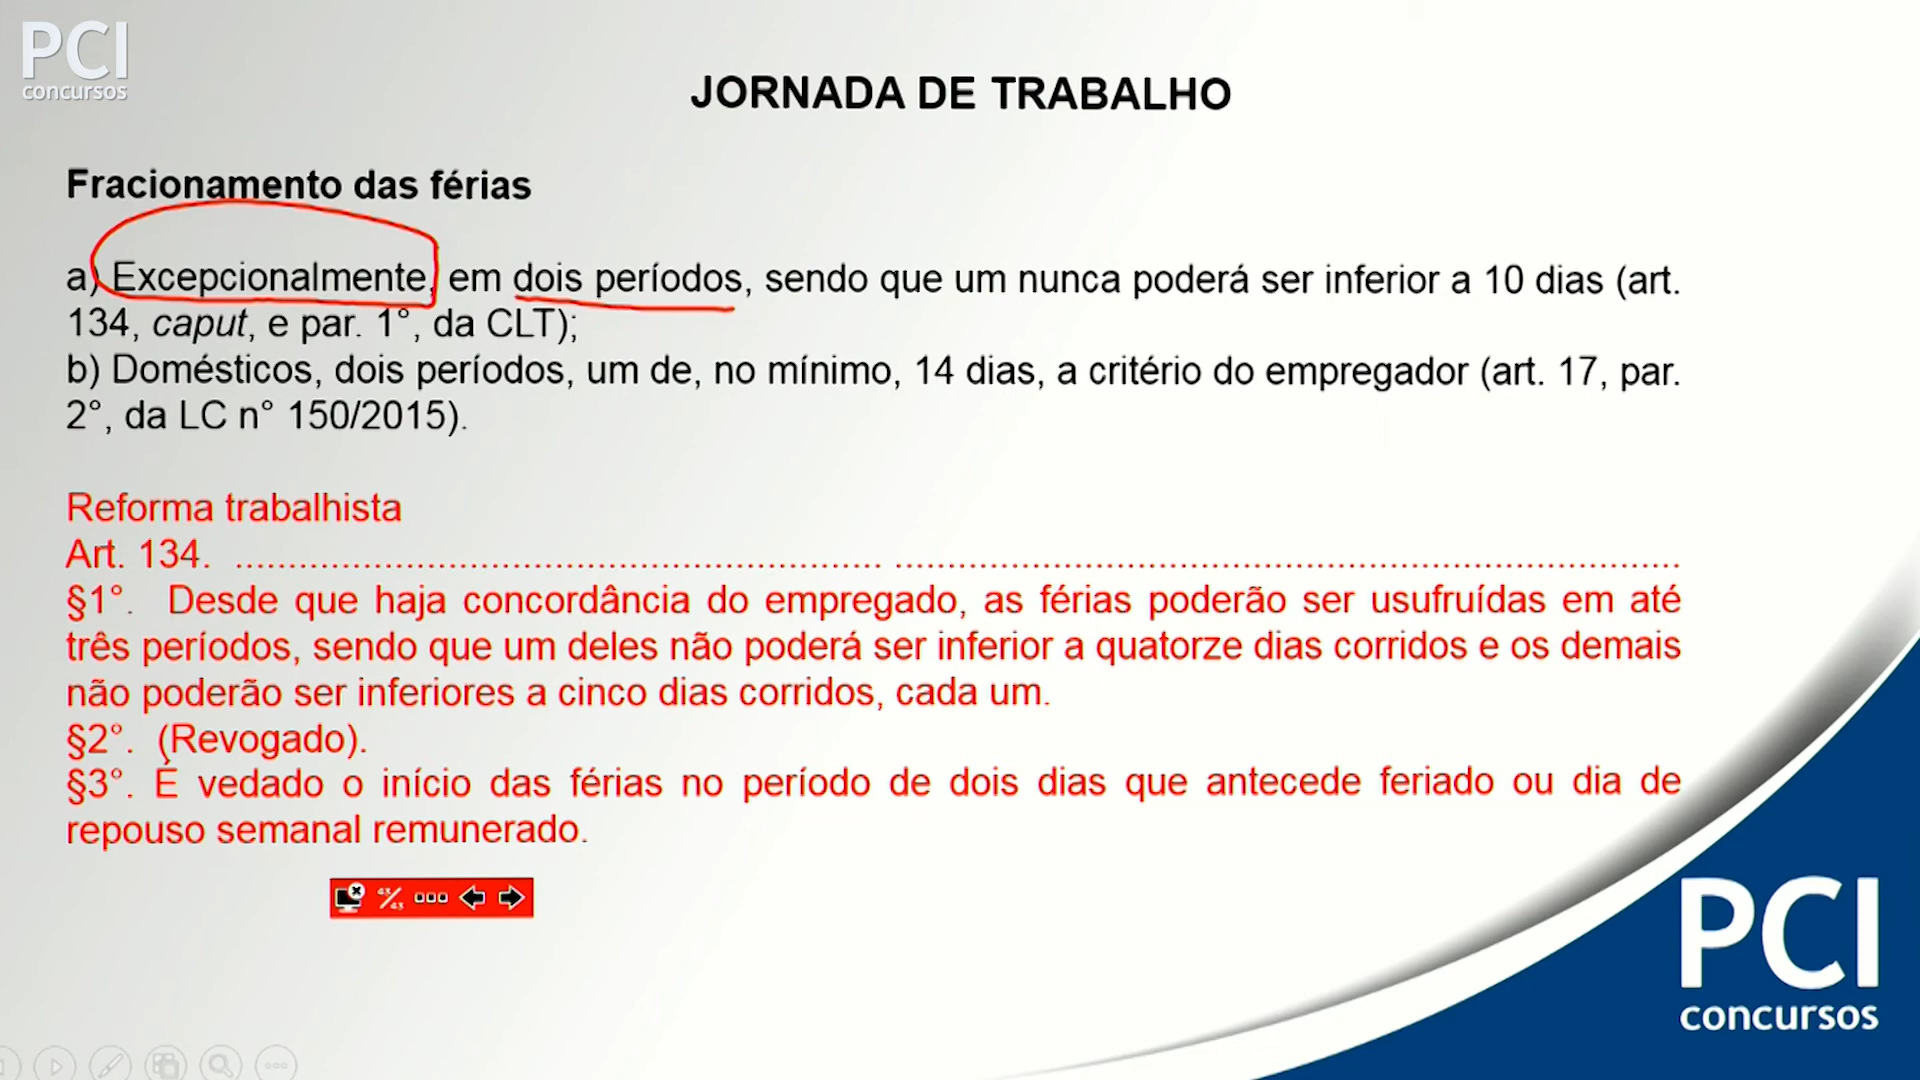 PCI
concursos
JORNADA DE TRABALHO
Fracionamento das férias
a) Excepcionalmente, em dois períodos, sendo que um nunca poderá ser inferior a 10 dias (art.
134, caput, e par. 1°, da CLT);
b) Domésticos, dois períodos, um de, no mínimo, 14 dias, a critério do empregador (art. 17, par.
2°, da LC n° 150/2015).
Reforma trabalhista
Art. 134. ........................................................................................................................................
§1°. Desde que haja concordância do empregado, as férias poderão ser usufruídas em até
três períodos, sendo que um deles não poderá ser inferior a quatorze dias corridos e os demais
não poderão ser inferiores a cinco dias corridos, cada um.
§2°. (Revogado).
§3°. É vedado o início das férias no período de dois dias que antecede feriado ou dia de
repouso semanal remunerado.
43/43
PCI
concursos